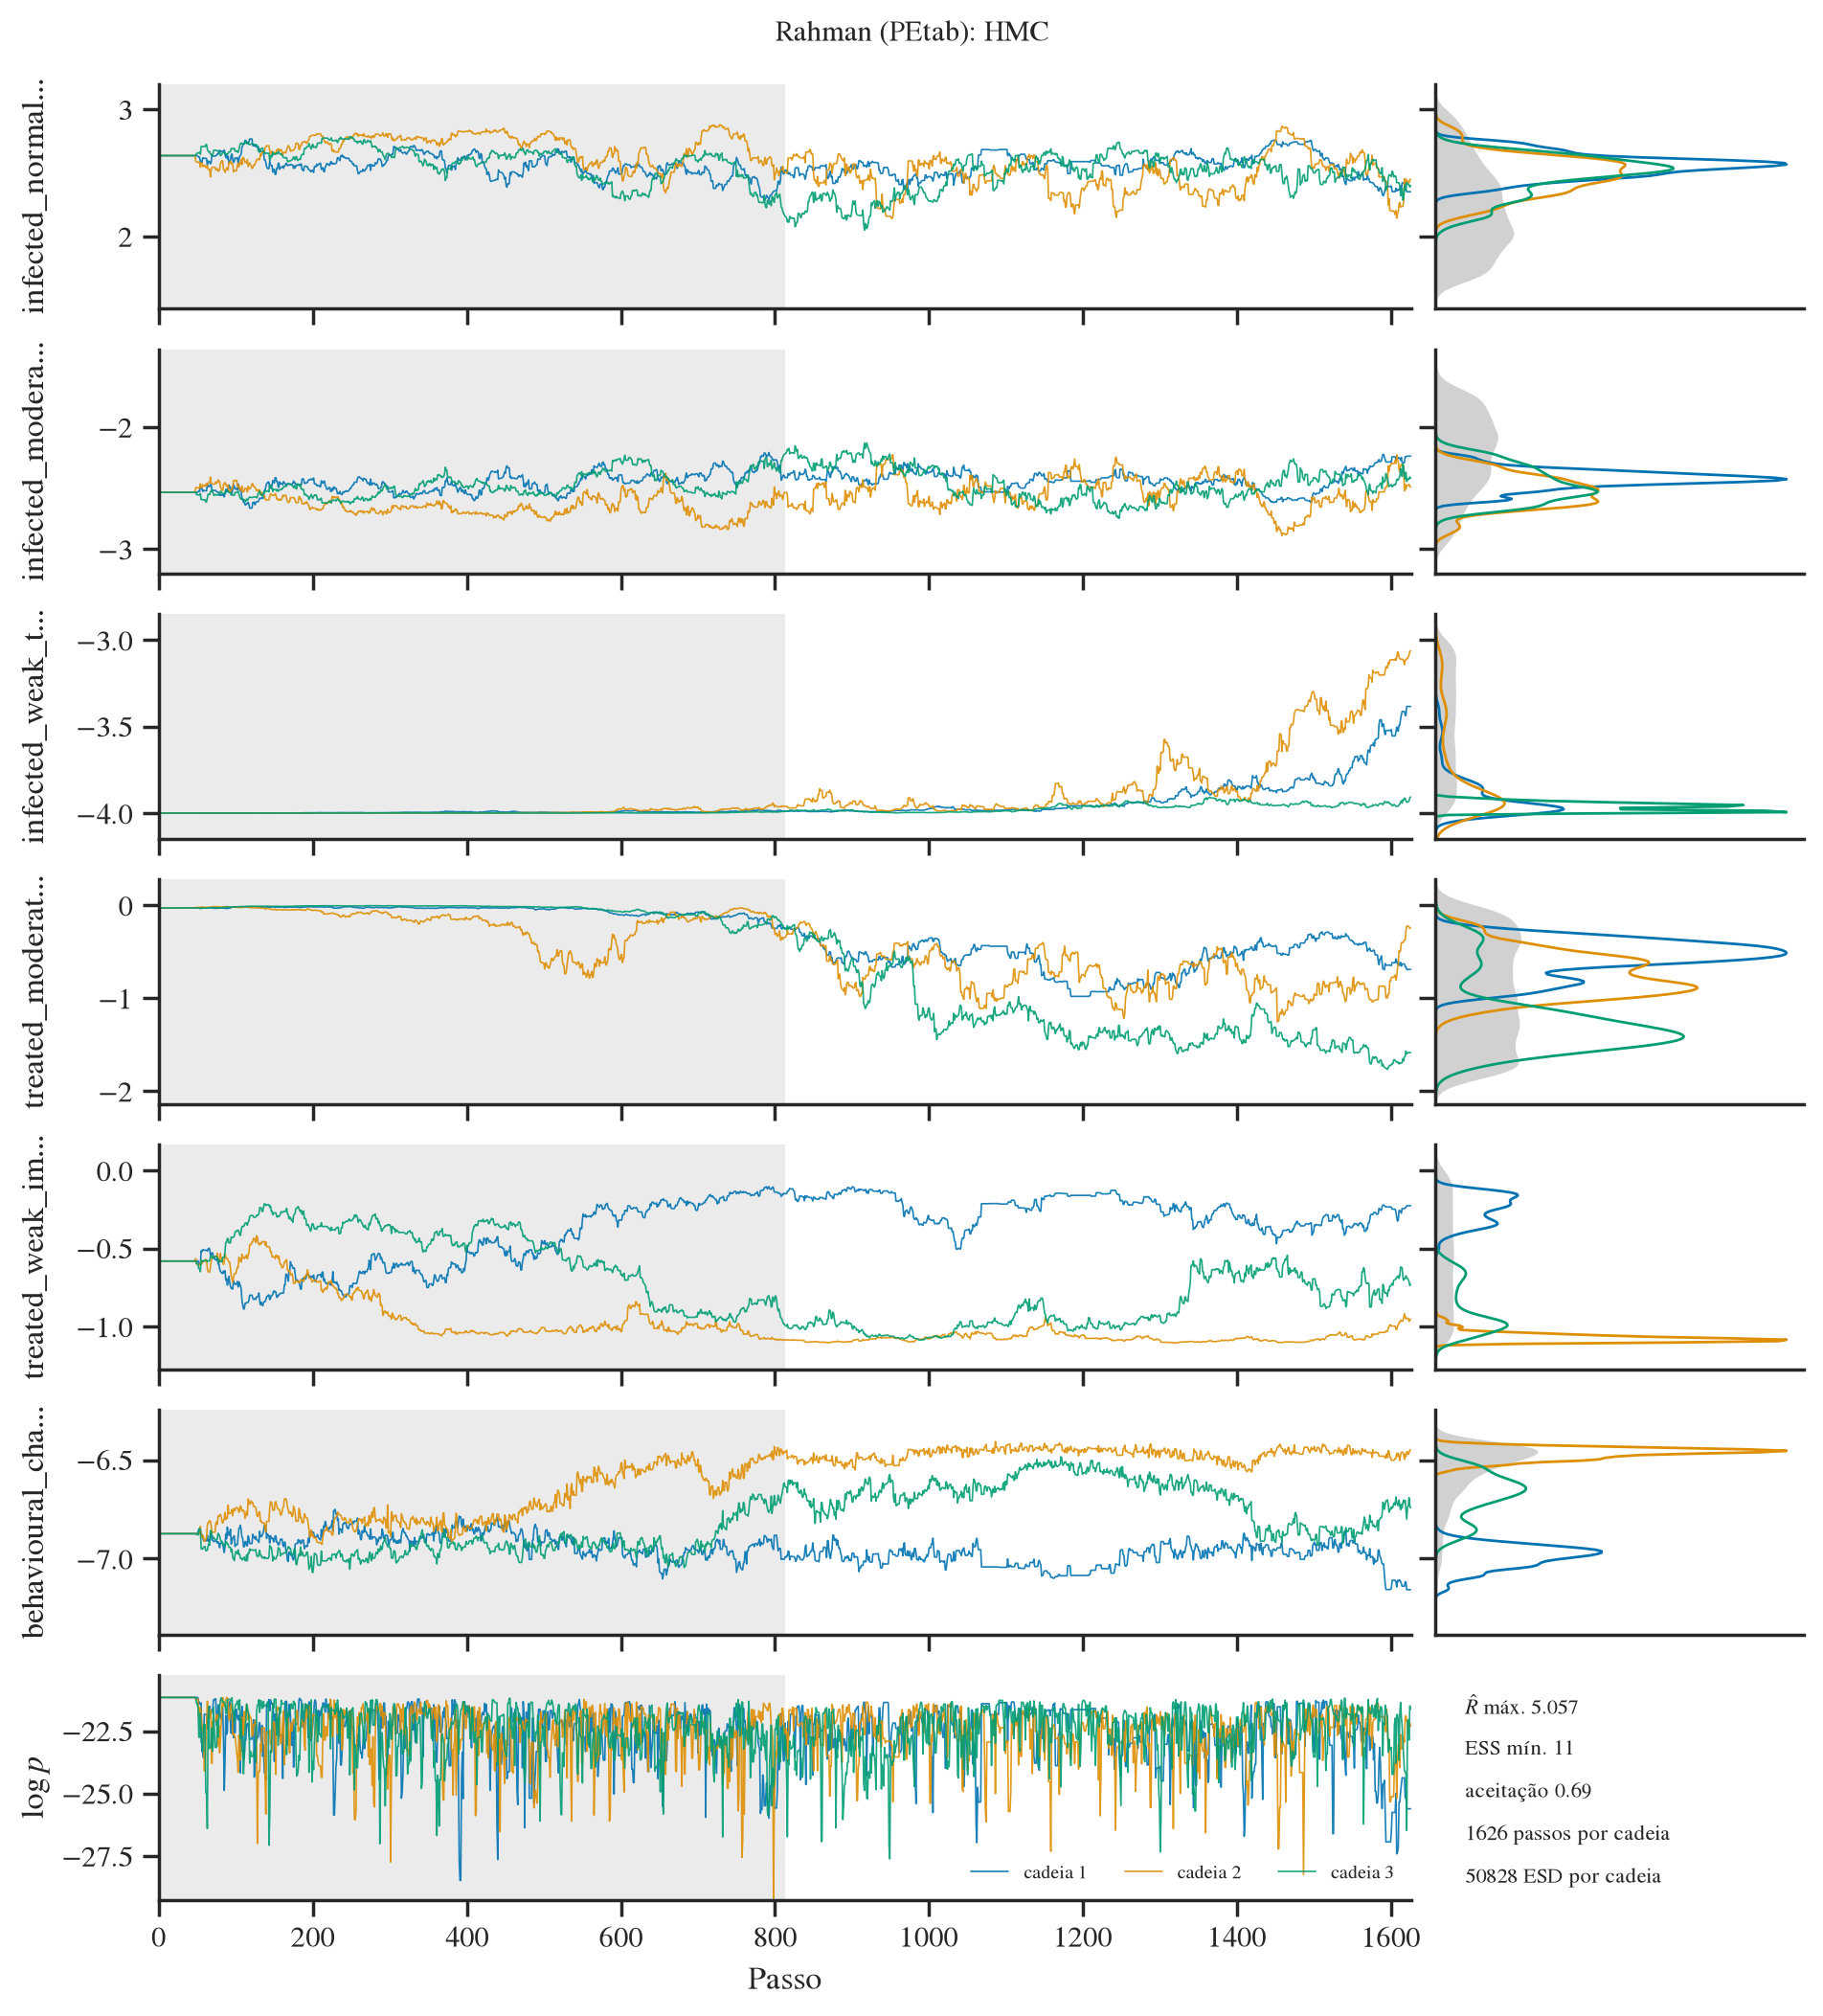 Rahman (PEtab): HMC
infected_normal...
3
2
infected_modera...
−2
−3
infected_weak_t...
−3.0
−3.5
−4.0
treated_moderat...
0
−1
−2
treated_weak_im...
0.0
−0.5
−1.0
behavioural_cha...
−6.5
−7.0
log p
−22.5
−25.0
−27.5
cadeia 1 cadeia 2 cadeia 3
R̂ máx. 5.057
ESS mín. 11
aceitação 0.69
1626 passos por cadeia
50828 ESD por cadeia
0 200 400 600 800 1000 1200 1400 1600
Passo